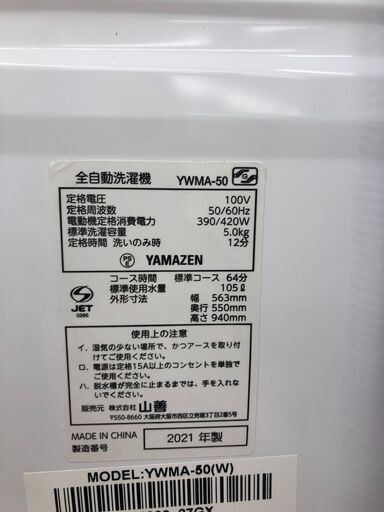 全自動洗濯機 YWMA-50
定格電圧 100V
定格周波数 50/60Hz
電動機定格消費電力 390/420W
標準洗濯容量 5.0kg
定格時間 洗いのみ時 12分
PS E YAMAZEN
コース時間 標準コース 64分
標準使用水量 105ℓ
外形寸法 幅 563mm
奥行 550mm
高さ 940mm
S JET
使用上の注意
イ. 湿気の少ない場所で、かつアースを取り付けてお使いください。
ロ. 電源は定格15A以上のコンセントを単独でご使用ください。
ハ. 脱水槽が完全に止まるまでは、手を入れないでください。
販売元 株式会社 山善
〒550-8660 大阪府大阪市西区立売堀3丁目2番5号
MADE IN CHINA 2021 年製
製造番号
MODEL:YWMA-50(W)